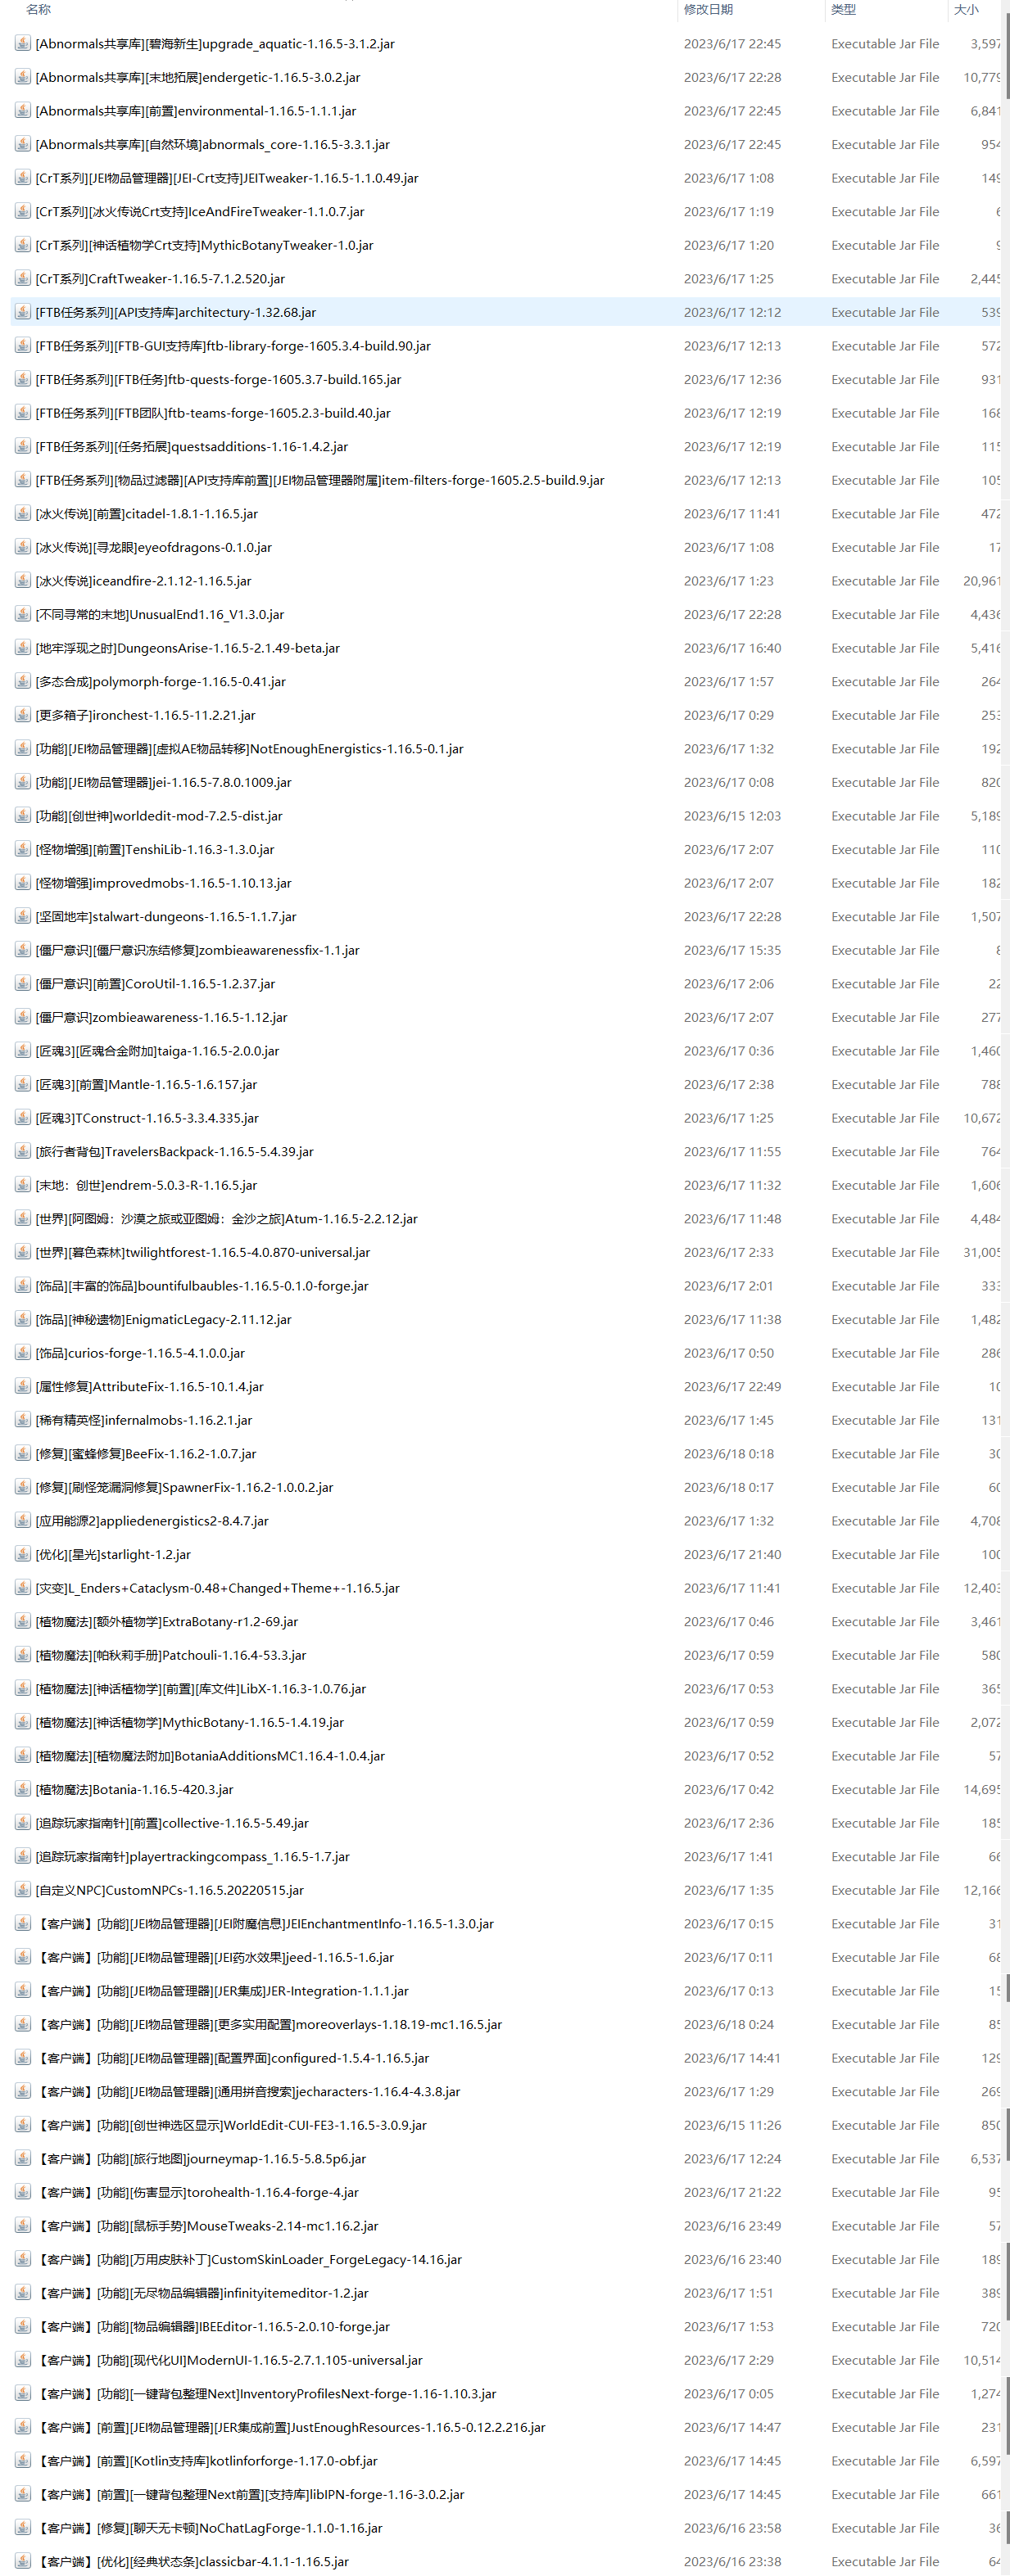 名称 修改日期 类型 大小
[Abnormals共享库][碧海新生]upgrade_aquatic-1.16.5-3.1.2.jar 2023/6/17 22:45 Executable Jar File 3,597
[Abnormals共享库][末地拓展]endergetic-1.16.5-3.0.2.jar 2023/6/17 22:28 Executable Jar File 10,779
[Abnormals共享库][前置]environmental-1.16.5-1.1.1.jar 2023/6/17 22:45 Executable Jar File 6,841
[Abnormals共享库][自然环境]abnormals_core-1.16.5-3.3.1.jar 2023/6/17 22:45 Executable Jar File 954
[CrT系列][JEI物品管理器][JEI-Crt支持]JEITweaker-1.16.5-1.1.0.49.jar 2023/6/17 1:08 Executable Jar File 149
[CrT系列][冰火传说Crt支持]IceAndFireTweaker-1.1.0.7.jar 2023/6/17 1:19 Executable Jar File 6
[CrT系列][神话植物学Crt支持]MythicBotanyTweaker-1.0.jar 2023/6/17 1:20 Executable Jar File 9
[CrT系列]CraftTweaker-1.16.5-7.1.2.520.jar 2023/6/17 1:25 Executable Jar File 2,445
[FTB任务系列][API支持库]architectury-1.32.68.jar 2023/6/17 12:12 Executable Jar File 539
[FTB任务系列][FTB-GUI支持库]ftb-library-forge-1605.3.4-build.90.jar 2023/6/17 12:13 Executable Jar File 572
[FTB任务系列][FTB任务]ftb-quests-forge-1605.3.7-build.165.jar 2023/6/17 12:36 Executable Jar File 931
[FTB任务系列][FTB团队]ftb-teams-forge-1605.2.3-build.40.jar 2023/6/17 12:19 Executable Jar File 168
[FTB任务系列][任务拓展]questsadditions-1.16-1.4.2.jar 2023/6/17 12:19 Executable Jar File 115
[FTB任务系列][物品过滤器][API支持库前置][JEI物品管理器附属]item-filters-forge-1605.2.5-build.9.jar 2023/6/17 12:13 Executable Jar File 105
[冰火传说][前置]citadel-1.8.1-1.16.5.jar 2023/6/17 11:41 Executable Jar File 472
[冰火传说][寻龙眼]eyeofdragons-0.1.0.jar 2023/6/17 1:08 Executable Jar File 17
[冰火传说]iceandfire-2.1.12-1.16.5.jar 2023/6/17 1:23 Executable Jar File 20,961
[不同寻常的末地]UnusualEnd1.16_V1.3.0.jar 2023/6/17 22:28 Executable Jar File 4,436
[地牢浮现之时]DungeonsArise-1.16.5-2.1.49-beta.jar 2023/6/17 16:40 Executable Jar File 5,416
[多态合成]polymorph-forge-1.16.5-0.41.jar 2023/6/17 1:57 Executable Jar File 264
[更多箱子]ironchest-1.16.5-11.2.21.jar 2023/6/17 0:29 Executable Jar File 253
[功能][JEI物品管理器][虚拟AE物品转移]NotEnoughEnergistics-1.16.5-0.1.jar 2023/6/17 1:32 Executable Jar File 192
[功能][JEI物品管理器]jei-1.16.5-7.8.0.1009.jar 2023/6/17 0:08 Executable Jar File 820
[功能][创世神]worldedit-mod-7.2.5-dist.jar 2023/6/15 12:03 Executable Jar File 5,189
[怪物增强][前置]TenshiLib-1.16.3-1.3.0.jar 2023/6/17 2:07 Executable Jar File 110
[怪物增强]improvedmobs-1.16.5-1.10.13.jar 2023/6/17 2:07 Executable Jar File 182
[坚固地牢]stalwart-dungeons-1.16.5-1.1.7.jar 2023/6/17 22:28 Executable Jar File 1,507
[僵尸意识][僵尸意识冻结修复]zombieawarenessfix-1.1.jar 2023/6/17 15:35 Executable Jar File 8
[僵尸意识][前置]CoroUtil-1.16.5-1.2.37.jar 2023/6/17 2:06 Executable Jar File 22
[僵尸意识]zombieawareness-1.16.5-1.12.jar 2023/6/17 2:07 Executable Jar File 277
[匠魂3][匠魂合金附加]taiga-1.16.5-2.0.0.jar 2023/6/17 0:36 Executable Jar File 1,460
[匠魂3][前置]Mantle-1.16.5-1.6.157.jar 2023/6/17 2:38 Executable Jar File 788
[匠魂3]TConstruct-1.16.5-3.3.4.335.jar 2023/6/17 1:25 Executable Jar File 10,672
[旅行者背包]TravelersBackpack-1.16.5-5.4.39.jar 2023/6/17 11:55 Executable Jar File 764
[末地：创世]endrem-5.0.3-R-1.16.5.jar 2023/6/17 11:32 Executable Jar File 1,606
[世界][阿图姆：沙漠之旅或亚图姆：金沙之旅]Atum-1.16.5-2.2.12.jar 2023/6/17 11:48 Executable Jar File 4,484
[世界][暮色森林]twilightforest-1.16.5-4.0.870-universal.jar 2023/6/17 2:33 Executable Jar File 31,005
[饰品][丰富的饰品]bountifulbaubles-1.16.5-0.1.0-forge.jar 2023/6/17 2:01 Executable Jar File 333
[饰品][神秘遗物]EnigmaticLegacy-2.11.12.jar 2023/6/17 11:38 Executable Jar File 1,482
[饰品]curios-forge-1.16.5-4.1.0.0.jar 2023/6/17 0:50 Executable Jar File 286
[属性修复]AttributeFix-1.16.5-10.1.4.jar 2023/6/17 22:49 Executable Jar File 10
[稀有精英怪]infernalmobs-1.16.2.1.jar 2023/6/17 1:45 Executable Jar File 131
[修复][蜜蜂修复]BeeFix-1.16.2-1.0.7.jar 2023/6/18 0:18 Executable Jar File 30
[修复][刷怪笼漏洞修复]SpawnerFix-1.16.2-1.0.0.2.jar 2023/6/18 0:17 Executable Jar File 60
[应用能源2]appliedenergistics2-8.4.7.jar 2023/6/17 1:32 Executable Jar File 4,708
[优化][星光]starlight-1.2.jar 2023/6/17 21:40 Executable Jar File 100
[灾变]L_Enders+Cataclysm-0.48+Changed+Theme+-1.16.5.jar 2023/6/17 11:41 Executable Jar File 12,403
[植物魔法][额外植物学]ExtraBotany-r1.2-69.jar 2023/6/17 0:46 Executable Jar File 3,461
[植物魔法][帕秋莉手册]Patchouli-1.16.4-53.3.jar 2023/6/17 0:59 Executable Jar File 580
[植物魔法][神话植物学][前置][库文件]LibX-1.16.3-1.0.76.jar 2023/6/17 0:53 Executable Jar File 365
[植物魔法][神话植物学]MythicBotany-1.16.5-1.4.19.jar 2023/6/17 0:59 Executable Jar File 2,072
[植物魔法][植物魔法附加]BotaniaAdditionsMC1.16.4-1.0.4.jar 2023/6/17 0:52 Executable Jar File 57
[植物魔法]Botania-1.16.5-420.3.jar 2023/6/17 0:42 Executable Jar File 14,695
[追踪玩家指南针][前置]collective-1.16.5-5.49.jar 2023/6/17 2:36 Executable Jar File 185
[追踪玩家指南针]playertrackingcompass_1.16.5-1.7.jar 2023/6/17 1:41 Executable Jar File 66
[自定义NPC]CustomNPCs-1.16.5.20220515.jar 2023/6/17 1:35 Executable Jar File 12,166
【客户端】[功能][JEI物品管理器][JEI附魔信息]JEIEnchantmentInfo-1.16.5-1.3.0.jar 2023/6/17 0:15 Executable Jar File 31
【客户端】[功能][JEI物品管理器][JEI药水效果]jeed-1.16.5-1.6.jar 2023/6/17 0:11 Executable Jar File 68
【客户端】[功能][JEI物品管理器][JER集成]JER-Integration-1.1.1.jar 2023/6/17 0:13 Executable Jar File 15
【客户端】[功能][JEI物品管理器][更多实用配置]moreoverlays-1.18.19-mc1.16.5.jar 2023/6/18 0:24 Executable Jar File 85
【客户端】[功能][JEI物品管理器][配置界面]configured-1.5.4-1.16.5.jar 2023/6/17 14:41 Executable Jar File 129
【客户端】[功能][JEI物品管理器][通用拼音搜索]jecharacters-1.16.4-4.3.8.jar 2023/6/17 1:29 Executable Jar File 269
【客户端】[功能][创世神选区显示]WorldEdit-CUI-FE3-1.16.5-3.0.9.jar 2023/6/15 11:26 Executable Jar File 850
【客户端】[功能][旅行地图]journeymap-1.16.5-5.8.5p6.jar 2023/6/17 12:24 Executable Jar File 6,537
【客户端】[功能][伤害显示]torohealth-1.16.4-forge-4.jar 2023/6/17 21:22 Executable Jar File 95
【客户端】[功能][鼠标手势]MouseTweaks-2.14-mc1.16.2.jar 2023/6/16 23:49 Executable Jar File 57
【客户端】[功能][万用皮肤补丁]CustomSkinLoader_ForgeLegacy-14.16.jar 2023/6/16 23:40 Executable Jar File 189
【客户端】[功能][无尽物品编辑器]infinityitemeditor-1.2.jar 2023/6/17 1:51 Executable Jar File 389
【客户端】[功能][物品编辑器]IBEEditor-1.16.5-2.0.10-forge.jar 2023/6/17 1:53 Executable Jar File 720
【客户端】[功能][现代化UI]ModernUI-1.16.5-2.7.1.105-universal.jar 2023/6/17 2:29 Executable Jar File 10,514
【客户端】[功能][一键背包整理Next]InventoryProfilesNext-forge-1.16-1.10.3.jar 2023/6/17 0:05 Executable Jar File 1,274
【客户端】[前置][JEI物品管理器][JER集成前置]JustEnoughResources-1.16.5-0.12.2.216.jar 2023/6/17 14:47 Executable Jar File 231
【客户端】[前置][Kotlin支持库]kotlinforforge-1.17.0-obf.jar 2023/6/17 14:45 Executable Jar File 6,597
【客户端】[前置][一键背包整理Next前置][支持库]libIPN-forge-1.16-3.0.2.jar 2023/6/17 14:45 Executable Jar File 661
【客户端】[修复][聊天无卡顿]NoChatLagForge-1.1.0-1.16.jar 2023/6/16 23:58 Executable Jar File 36
【客户端】[优化][经典状态条]classicbar-4.1.1-1.16.5.jar 2023/6/16 23:38 Executable Jar File 64